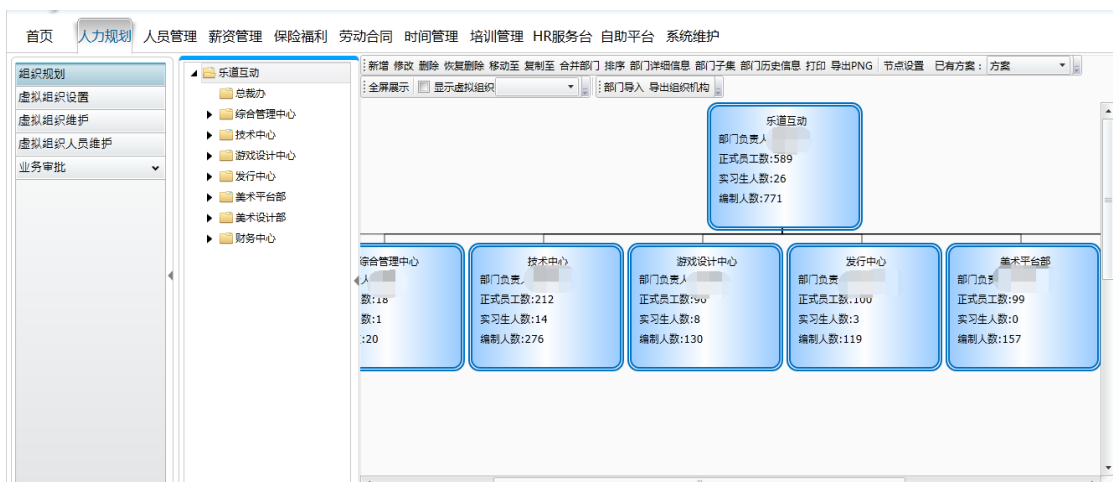 首页 人力规划 人员管理 薪资管理 保险福利 劳动合同 时间管理 培训管理 HR服务台 自助平台 系统维护
组织规划
虚拟组织设置
虚拟组织维护
虚拟组织人员维护
业务审批
乐道互动
总裁办
综合管理中心
技术中心
游戏设计中心
发行中心
美术平台部
美术设计部
财务中心
新增 修改 删除 恢复删除 移动至 复制至 合并部门 排序 部门详细信息 部门子集 部门历史信息 打印 导出PNG 节点设置 已有方案: 方案
全屏展示 显示虚拟组织 部门导入 导出组织机构
乐道互动
部门负责人
正式员工数:589
实习生人数:26
编制人数:771
综合管理中心
人
数:18
数:1
:20
技术中心
部门负责
正式员工数:212
实习生人数:14
编制人数:276
游戏设计中心
部门负责人
正式员工数:90
实习生人数:8
编制人数:130
发行中心
部门负责
正式员工数:100
实习生人数:3
编制人数:119
美术平台部
部门负责
正式员工数:99
实习生人数:0
编制人数:157